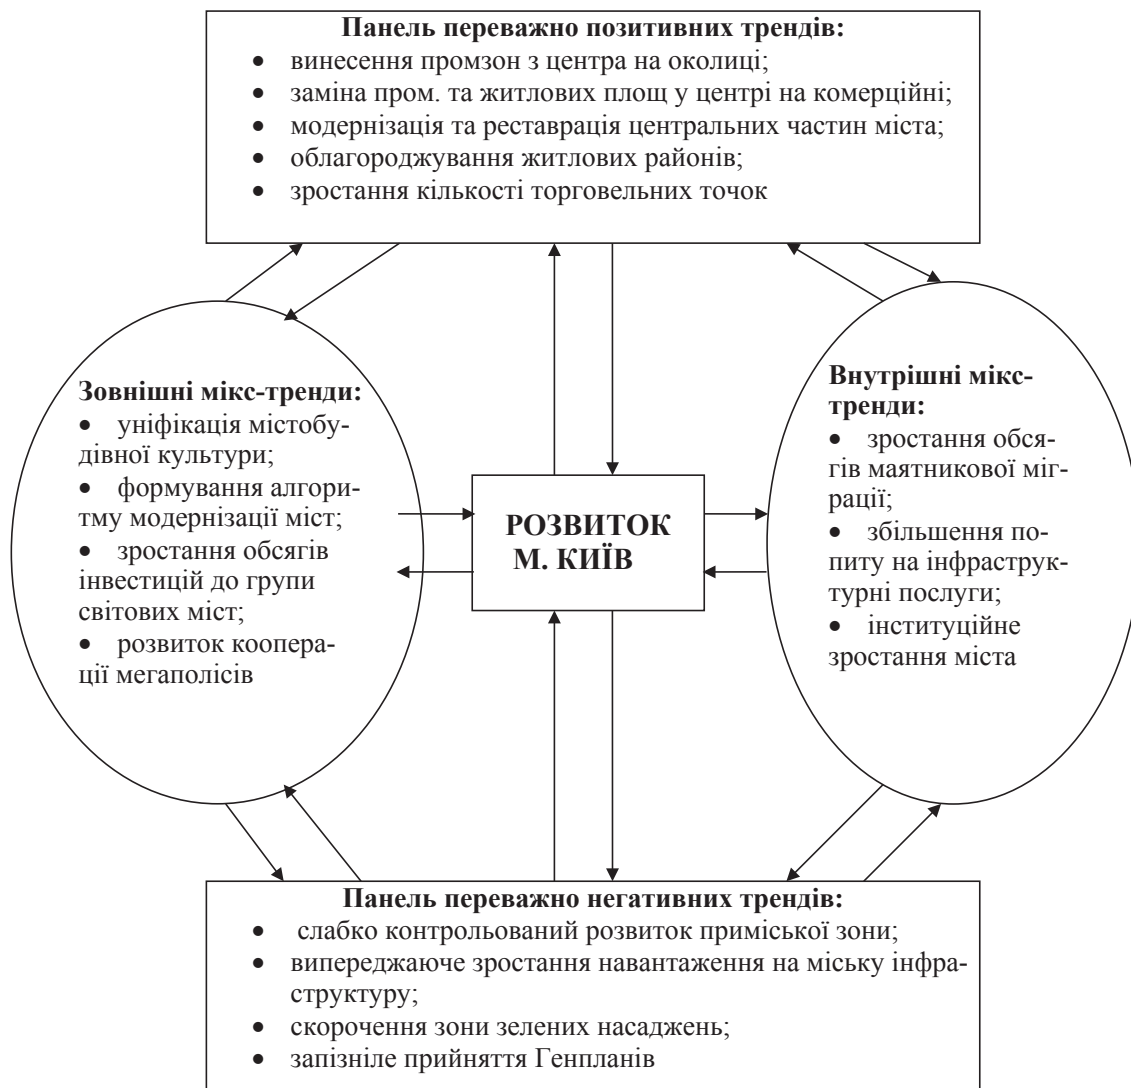 Панель переважно позитивних трендів:
• винесення промзон з центра на околиці;
• заміна пром. та житлових площ у центрі на комерційні;
• модернізація та реставрація центральних частин міста;
• облагороджування житлових районів;
• зростання кількості торговельних точок
Зовнішні мікс-тренди:
• уніфікація містобу-
дівної культури;
• формування алгори-
тму модернізації міст;
• зростання обсягів
інвестицій до групи
світових міст;
• розвиток коопера-
ції мегаполісів
РОЗВИТОК
М. КИЇВ
Внутрішні мікс-
тренди:
• зростання обся-
гів маятникової міг-
рації;
• збільшення по-
питу на інфраструк-
турні послуги;
• інституційне
зростання міста
Панель переважно негативних трендів:
• слабко контрольований розвиток приміської зони;
• випереджаюче зростання навантаження на міську інфра-
структуру;
• скорочення зони зелених насаджень;
• запізніле прийняття Генпланів